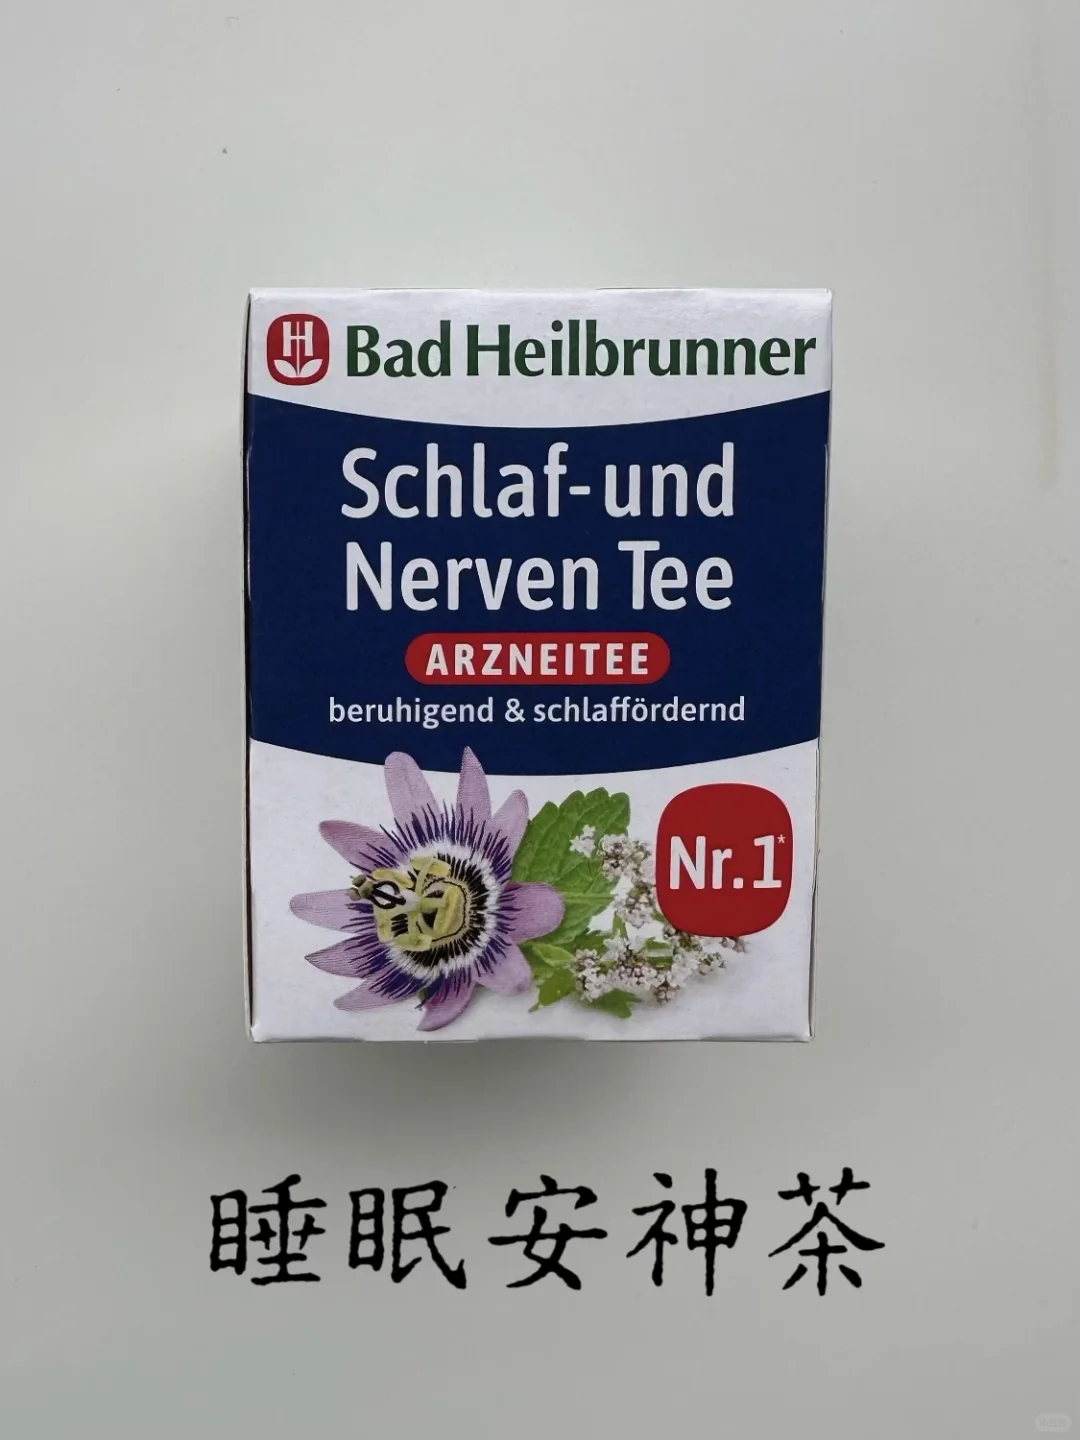 Bad Heilbrunner
Schlaf-und
Nerven Tee
ARZNEITEE
beruhigend & schlaffördernd
Nr.1*
睡眠安神茶